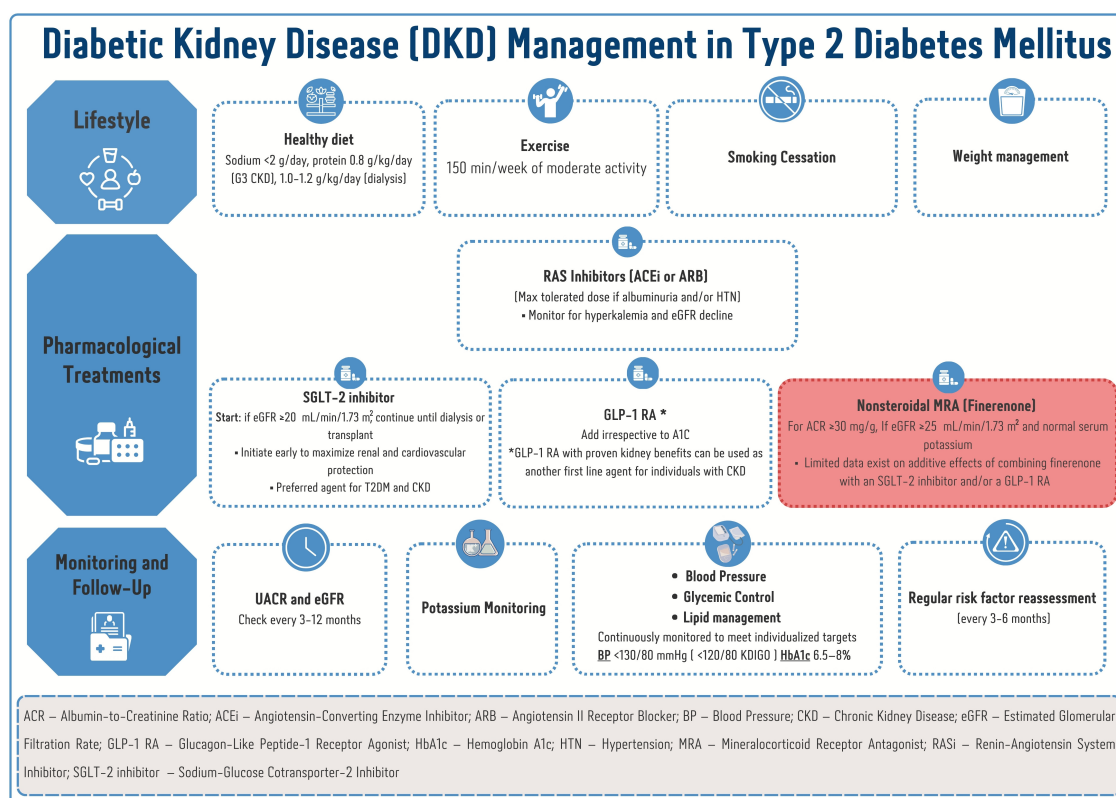 Diabetic Kidney Disease (DKD) Management in Type 2 Diabetes Mellitus
Lifestyle
Healthy diet
Sodium <2 g/day, protein 0.8 g/kg/day
(G3 CKD), 1.0-1.2 g/kg/day (dialysis)
Exercise
150 min/week of moderate activity
Smoking Cessation
Weight management
Pharmacological
Treatments
RAS Inhibitors (ACEi or ARB)
(Max tolerated dose if albuminuria and/or HTN)
▪ Monitor for hyperkalemia and eGFR decline
SGLT-2 inhibitor
Start: if eGFR ≥20 mL/min/1.73 m², continue until dialysis or
transplant
▪ Initiate early to maximize renal and cardiovascular
protection
▪ Preferred agent for T2DM and CKD
GLP-1 RA *
Add irrespective to A1C
*GLP-1 RA with proven kidney benefits can be used as
another first line agent for individuals with CKD
Nonsteroidal MRA (Finerenone)
For ACR ≥30 mg/g, If eGFR ≥25 mL/min/1.73 m² and normal serum
potassium
• Limited data exist on additive effects of combining finerenone
with an SGLT-2 inhibitor and/or a GLP-1 RA
Monitoring and
Follow-Up
UACR and eGFR
Check every 3-12 months
Potassium Monitoring
• Blood Pressure
• Glycemic Control
• Lipid management
Continuously monitored to meet individualized targets
BP <130/80 mmHg ( <120/80 KDIGO ) HbA1c 6.5–8%
Regular risk factor reassessment
(every 3-6 months)
ACR – Albumin-to-Creatinine Ratio; ACEi – Angiotensin-Converting Enzyme Inhibitor; ARB – Angiotensin II Receptor Blocker; BP – Blood Pressure; CKD – Chronic Kidney Disease; eGFR – Estimated Glomerular
Filtration Rate; GLP-1 RA – Glucagon-Like Peptide-1 Receptor Agonist; HbA1c – Hemoglobin A1c; HTN – Hypertension; MRA – Mineralocorticoid Receptor Antagonist; RASi – Renin-Angiotensin System
Inhibitor; SGLT-2 inhibitor – Sodium-Glucose Cotransporter-2 Inhibitor